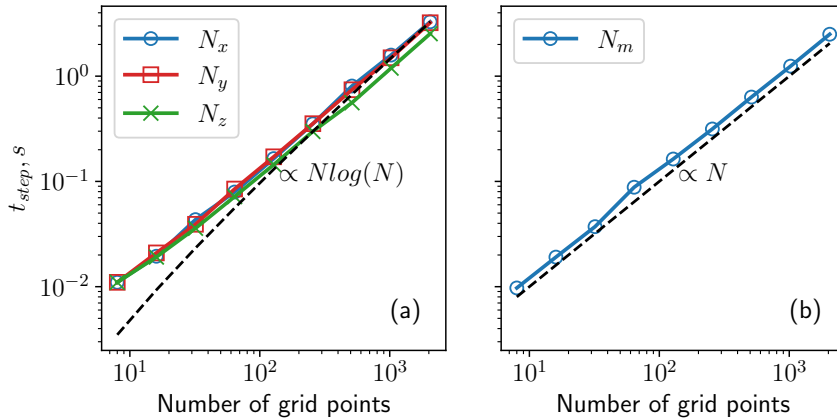 N_x
N_y
N_z
N_m
10^0
10^{-1}
10^{-2}
t_{step}, s
∝ Nlog(N)
∝ N
(a)
(b)
10^1
10^2
10^3
10^1
10^2
10^3
Number of grid points
Number of grid points